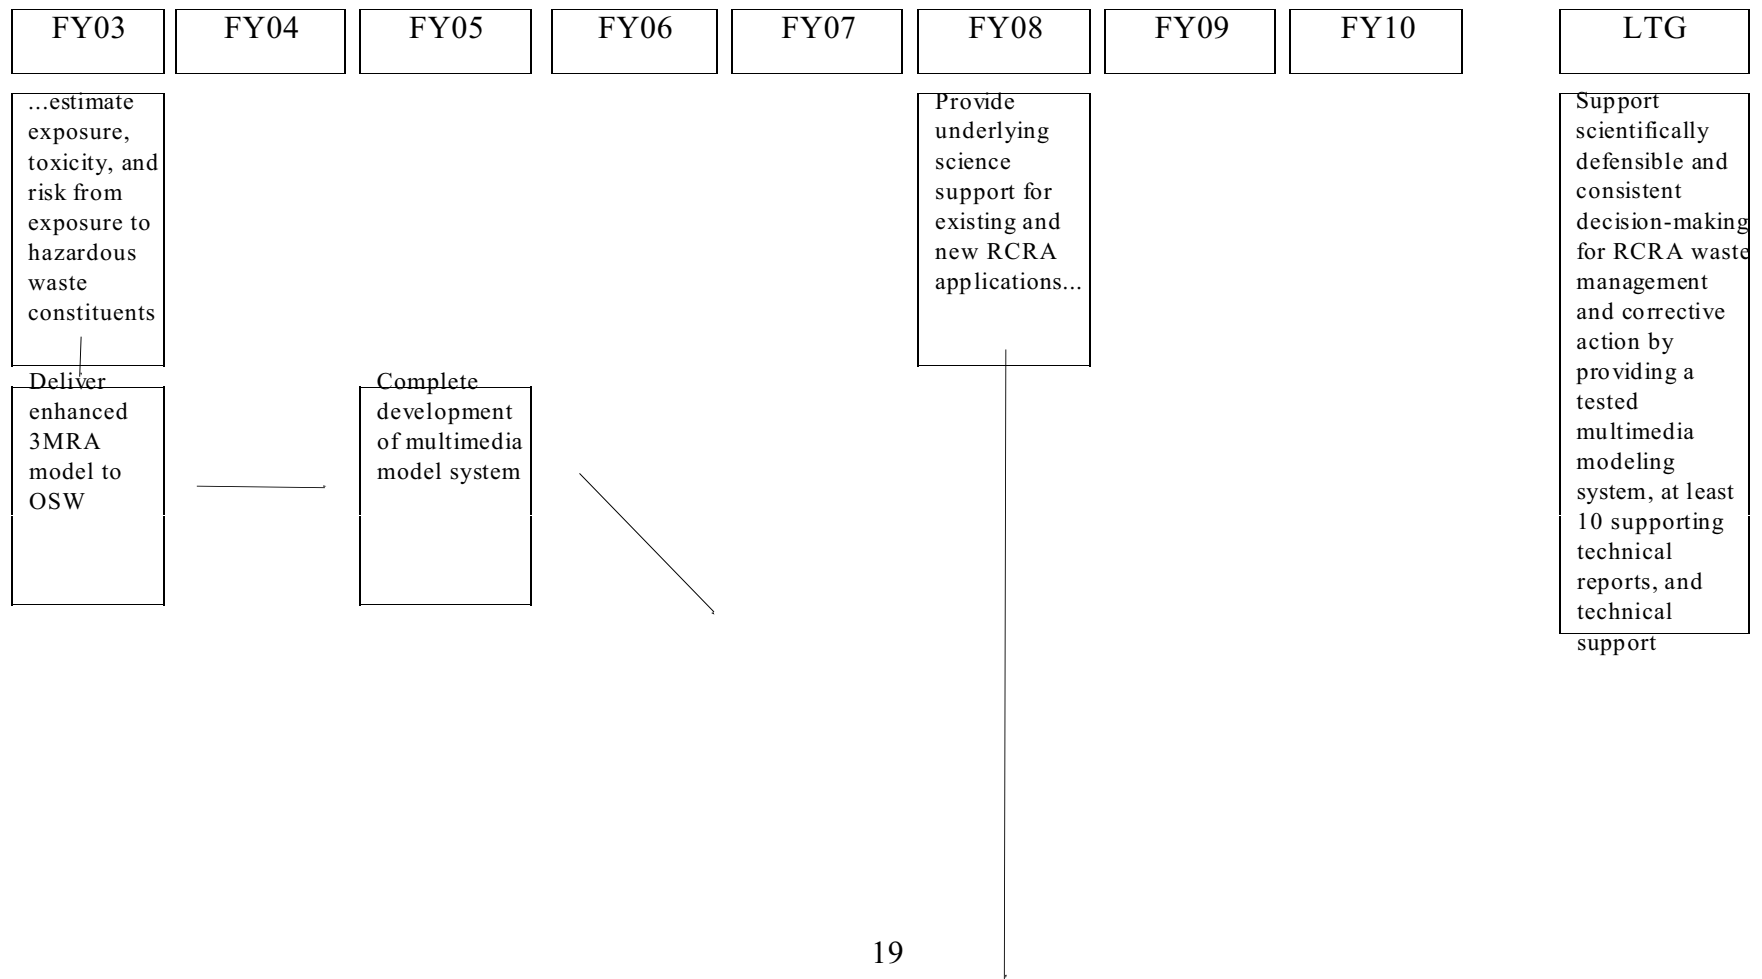 FY03 FY04 FY05 FY06 FY07 FY08 FY09 FY10 LTG
...estimate
exposure,
toxicity, and
risk from
exposure to
hazardous
waste
constituents
Deliver
enhanced
3MRA
model to
OSW
Complete
development
of multimedia
model system
Provide
underlying
science
support for
existing and
new RCRA
applications...
Support
scientifically
defensible and
consistent
decision-making
for RCRA waste
management
and corrective
action by
providing a
tested
multimedia
modeling
system, at least
10 supporting
technical
reports, and
technical
support
19